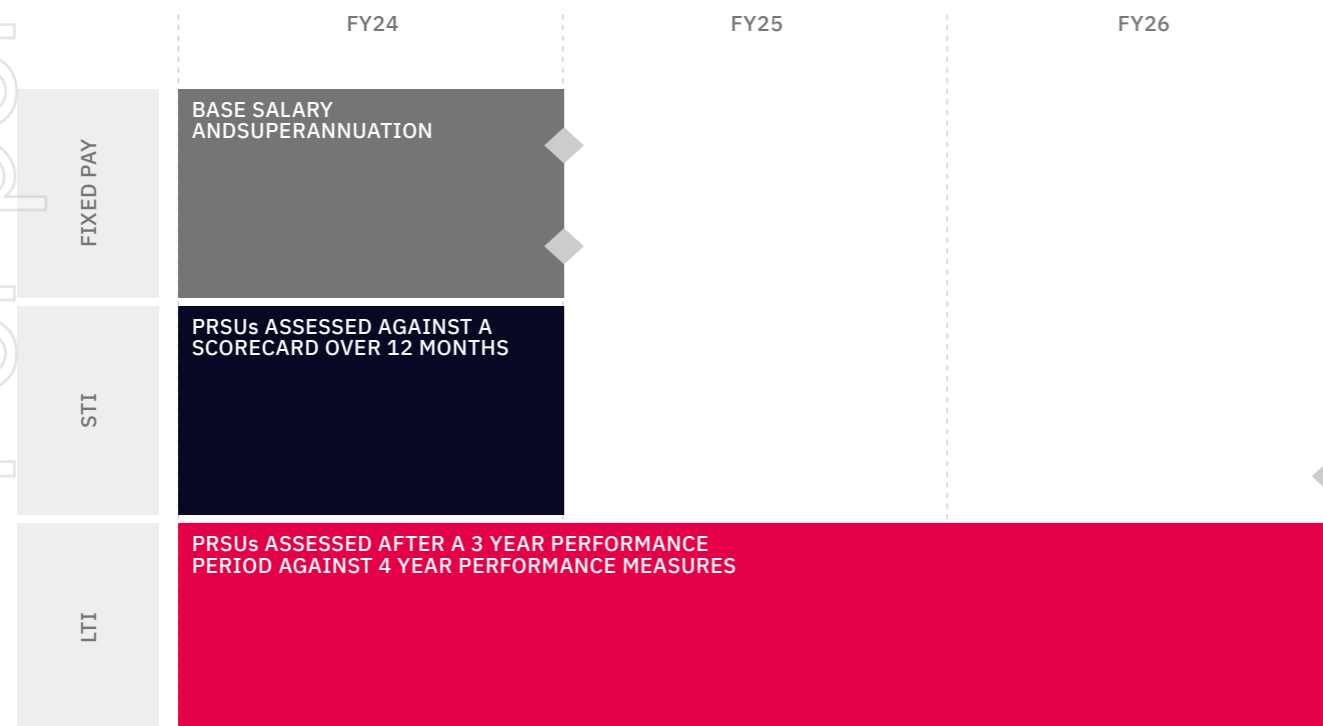 FY24
FY25
FY26
FIXED PAY
BASE SALARY
ANDSUPERANNUATION
STI
PRSUs ASSESSED AGAINST A
SCORECARD OVER 12 MONTHS
LTI
PRSUs ASSESSED AFTER A 3 YEAR PERFORMANCE
PERIOD AGAINST 4 YEAR PERFORMANCE MEASURES